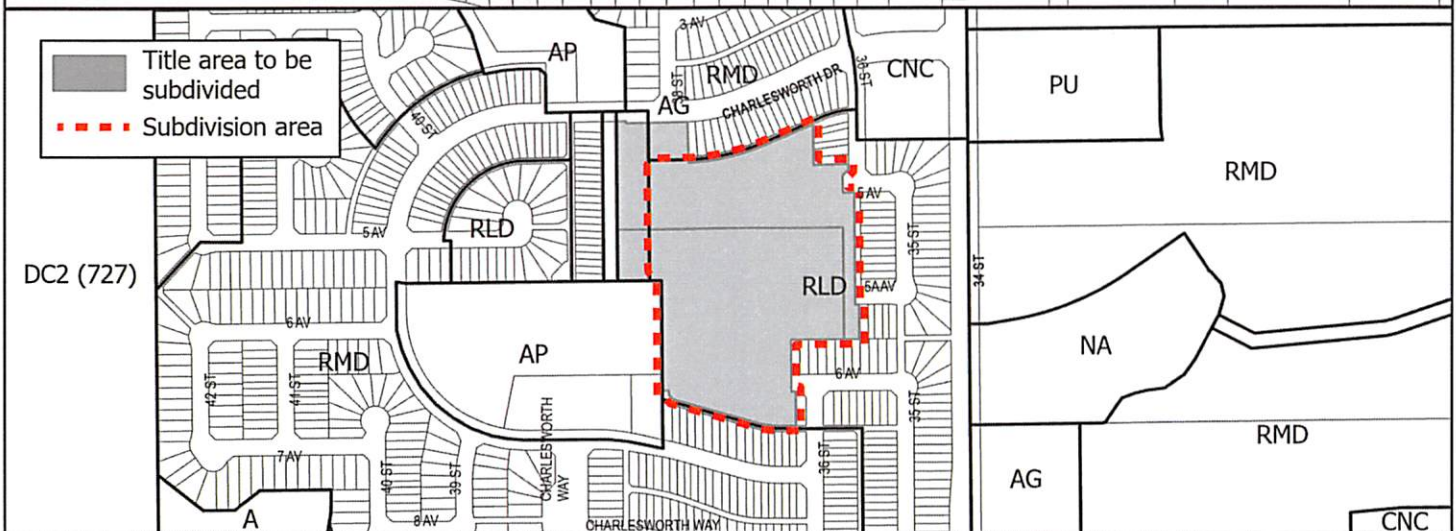 3 AV
AP
Title area to be
subdivided
Subdivision area
RMD
38 ST
36 ST
CNC
PU
CHARLESWORTH DR
AG
40 ST
RMD
5 AV
5 AV
RLD
35 ST
DC2 (727)
34 ST
RLD
5A AV
6 AV
NA
AP
RMD
6 AV
42 ST
41 ST
35 ST
CHARLESWORTH
WAY
RMD
7 AV
40 ST
39 ST
36 ST
AG
A
8 AV
CHARLESWORTH WAY
CNC